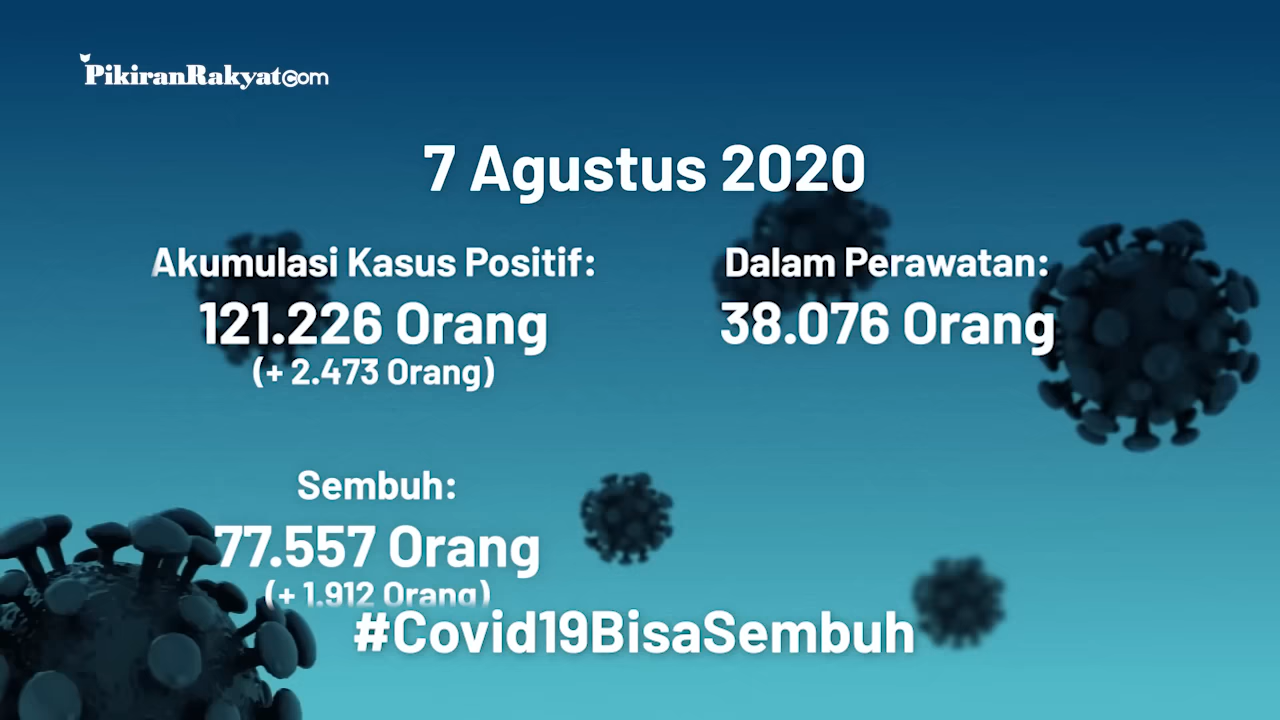 PikiranRakyat.com
7 Agustus 2020
Akumulasi Kasus Positif:
121.226 Orang
(+ 2.473 Orang)
Dalam Perawatan:
38.076 Orang
Sembuh:
77.557 Orang
(+ 1.912 Orang)
#Covid19BisaSembuh